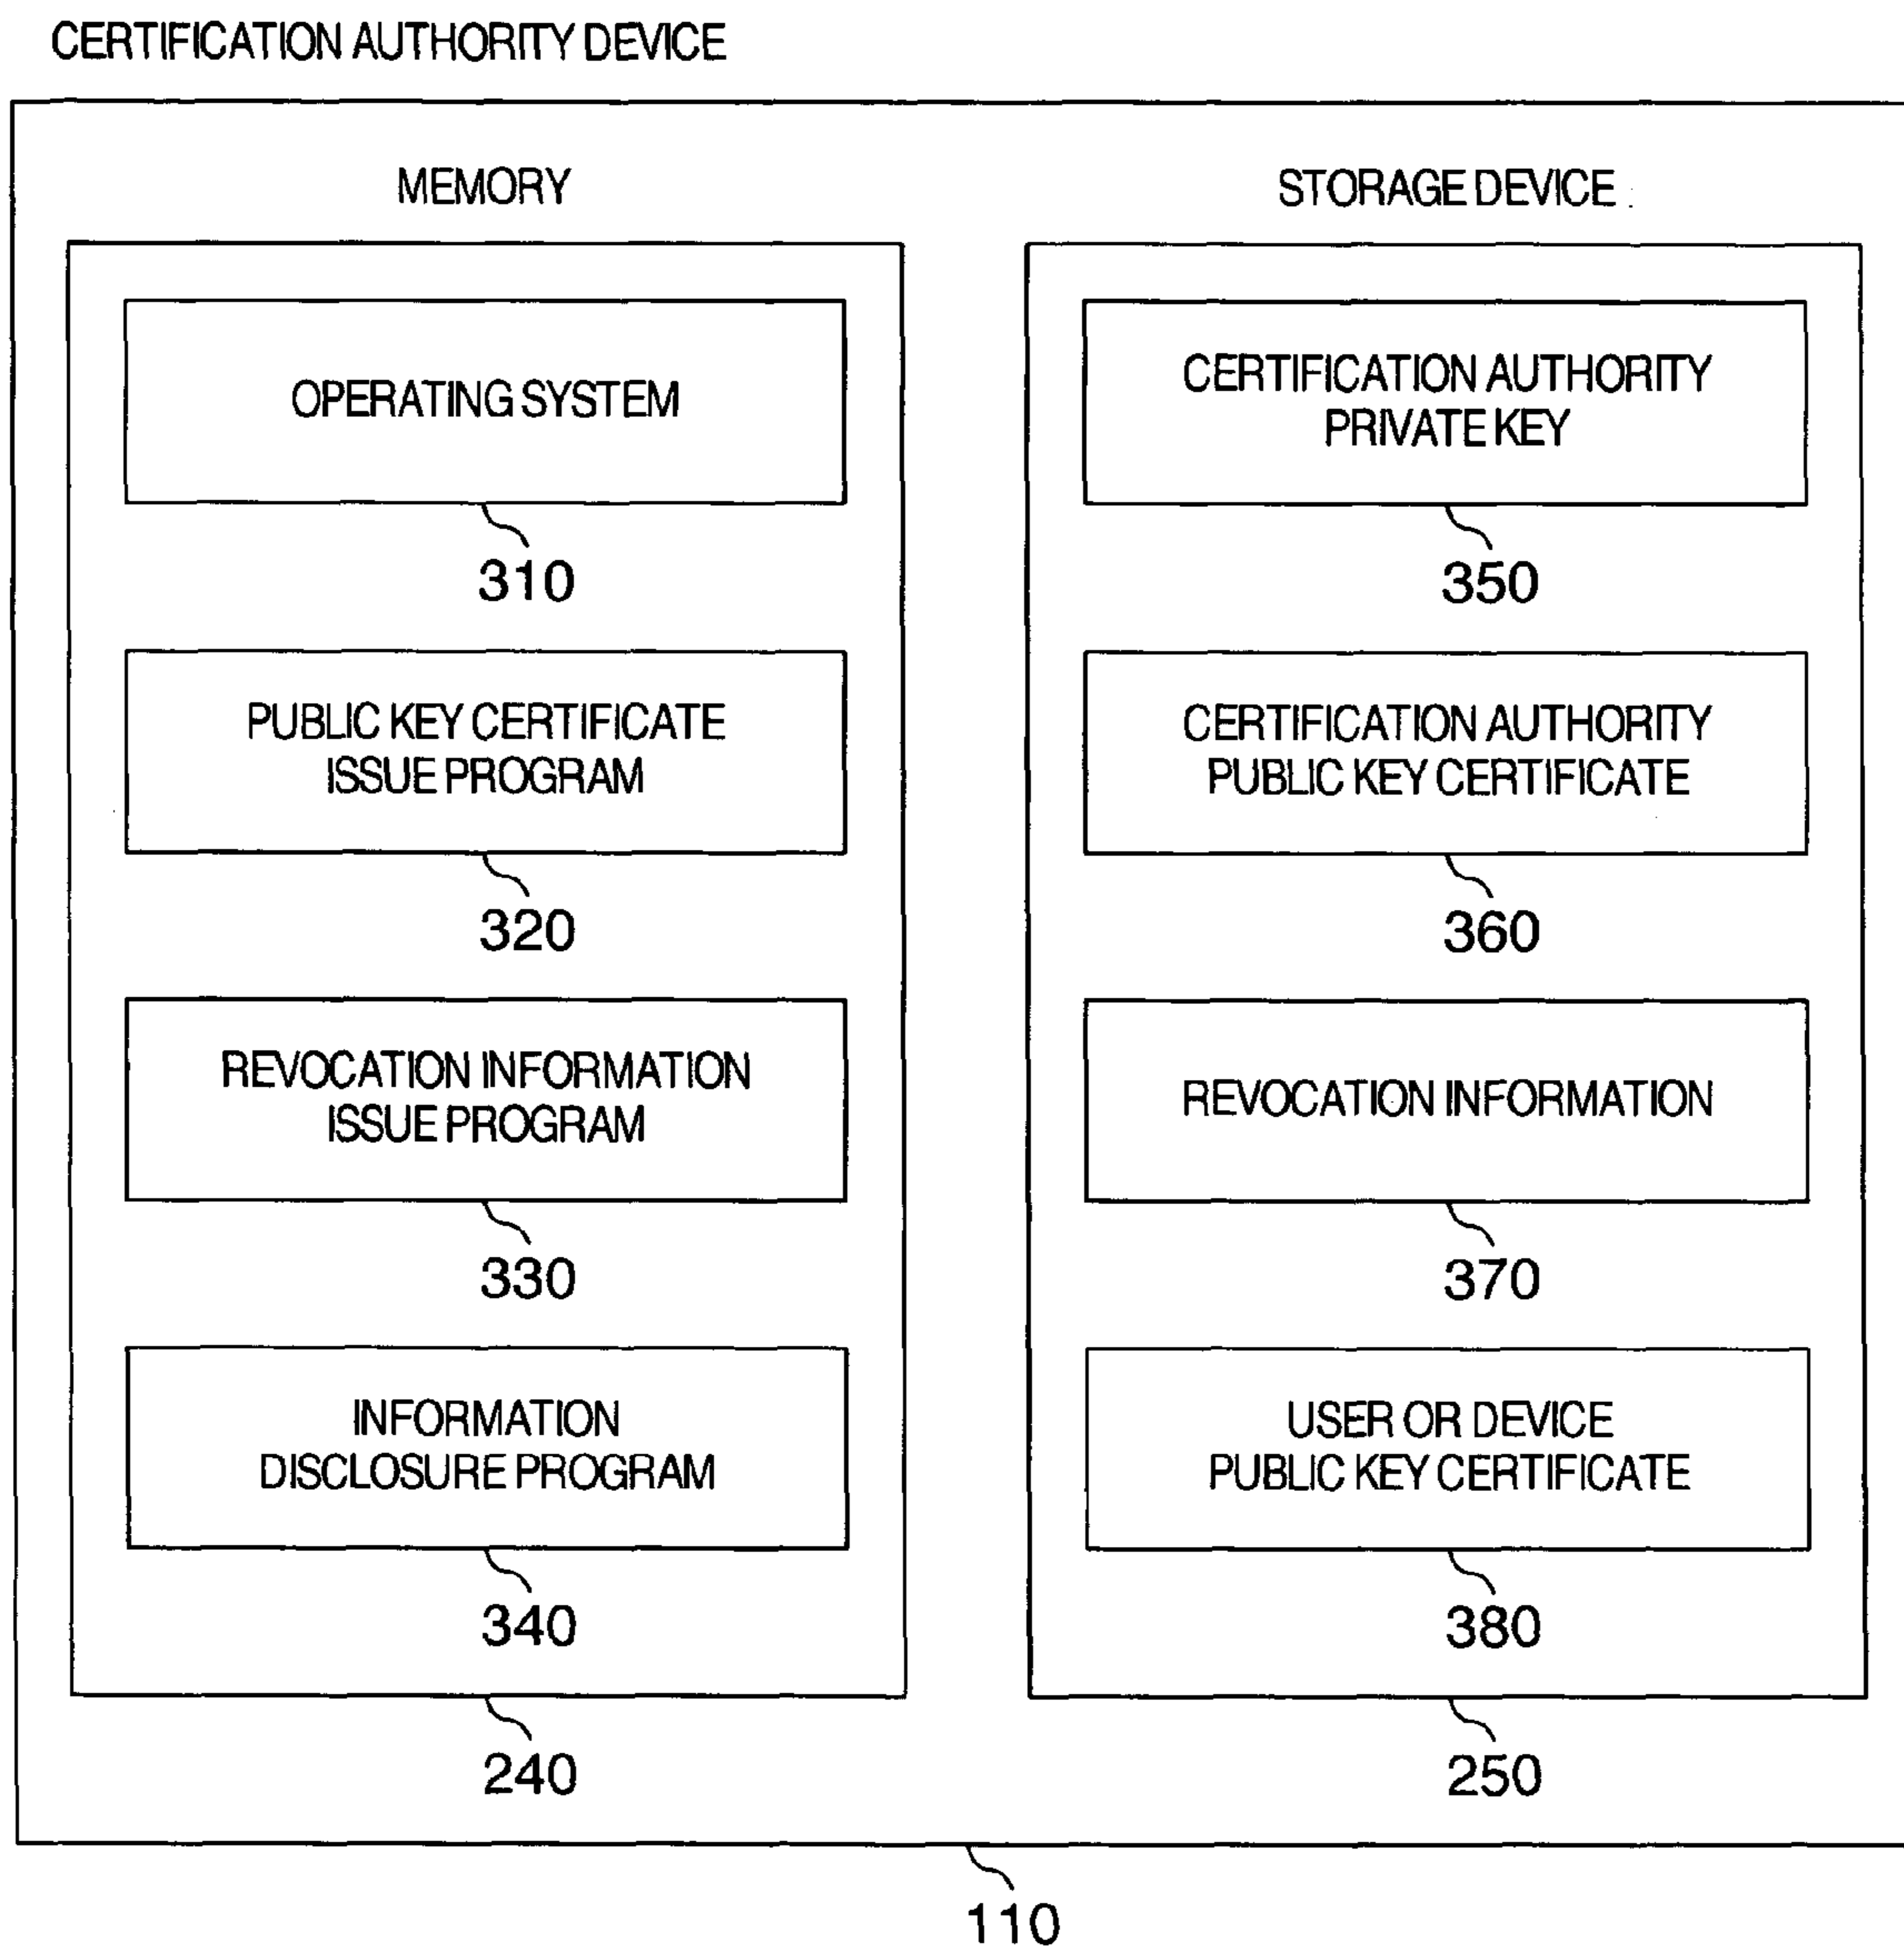 CERTIFICATION AUTHORITY DEVICE
MEMORY
OPERATING SYSTEM
310
PUBLIC KEY CERTIFICATE
ISSUE PROGRAM
320
REVOCATION INFORMATION
ISSUE PROGRAM
330
INFORMATION
DISCLOSURE PROGRAM
340
240
STORAGE DEVICE
CERTIFICATION AUTHORITY
PRIVATE KEY
350
CERTIFICATION AUTHORITY
PUBLIC KEY CERTIFICATE
360
REVOCATION INFORMATION
370
USER OR DEVICE
PUBLIC KEY CERTIFICATE
380
250
110